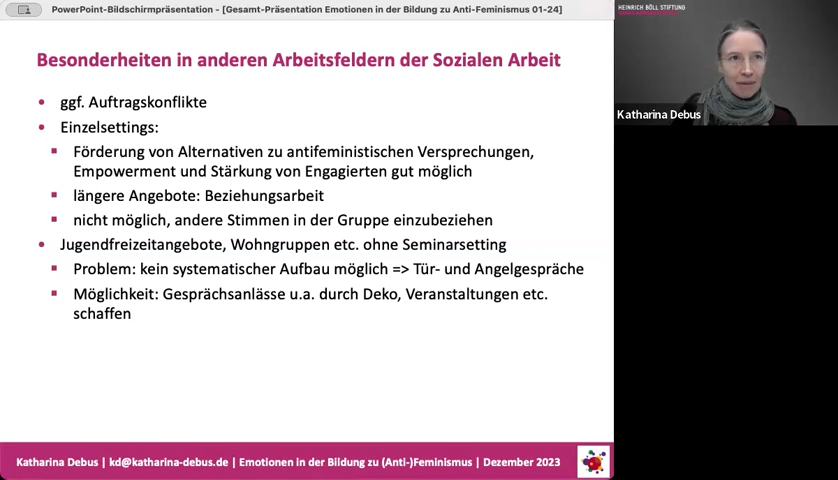 PowerPoint-Bildschirmpräsentation - [Gesamt-Präsentation Emotionen in der Bildung zu Anti-Feminismus 01-24]
HEINRICH BÖLL STIFTUNG
Katharina Debus
Besonderheiten in anderen Arbeitsfeldern der Sozialen Arbeit
• ggf. Auftragskonflikte
• Einzelsettings:
▪ Förderung von Alternativen zu antifeministischen Versprechungen,
Empowerment und Stärkung von Engagierten gut möglich
▪ längere Angebote: Beziehungsarbeit
▪ nicht möglich, andere Stimmen in der Gruppe einzubeziehen
• Jugendfreizeitangebote, Wohngruppen etc. ohne Seminarsetting
▪ Problem: kein systematischer Aufbau möglich => Tür- und Angelgespräche
▪ Möglichkeit: Gesprächsanlässe u.a. durch Deko, Veranstaltungen etc.
schaffen
Katharina Debus | kd@katharina-debus.de | Emotionen in der Bildung zu (Anti-)Feminismus | Dezember 2023